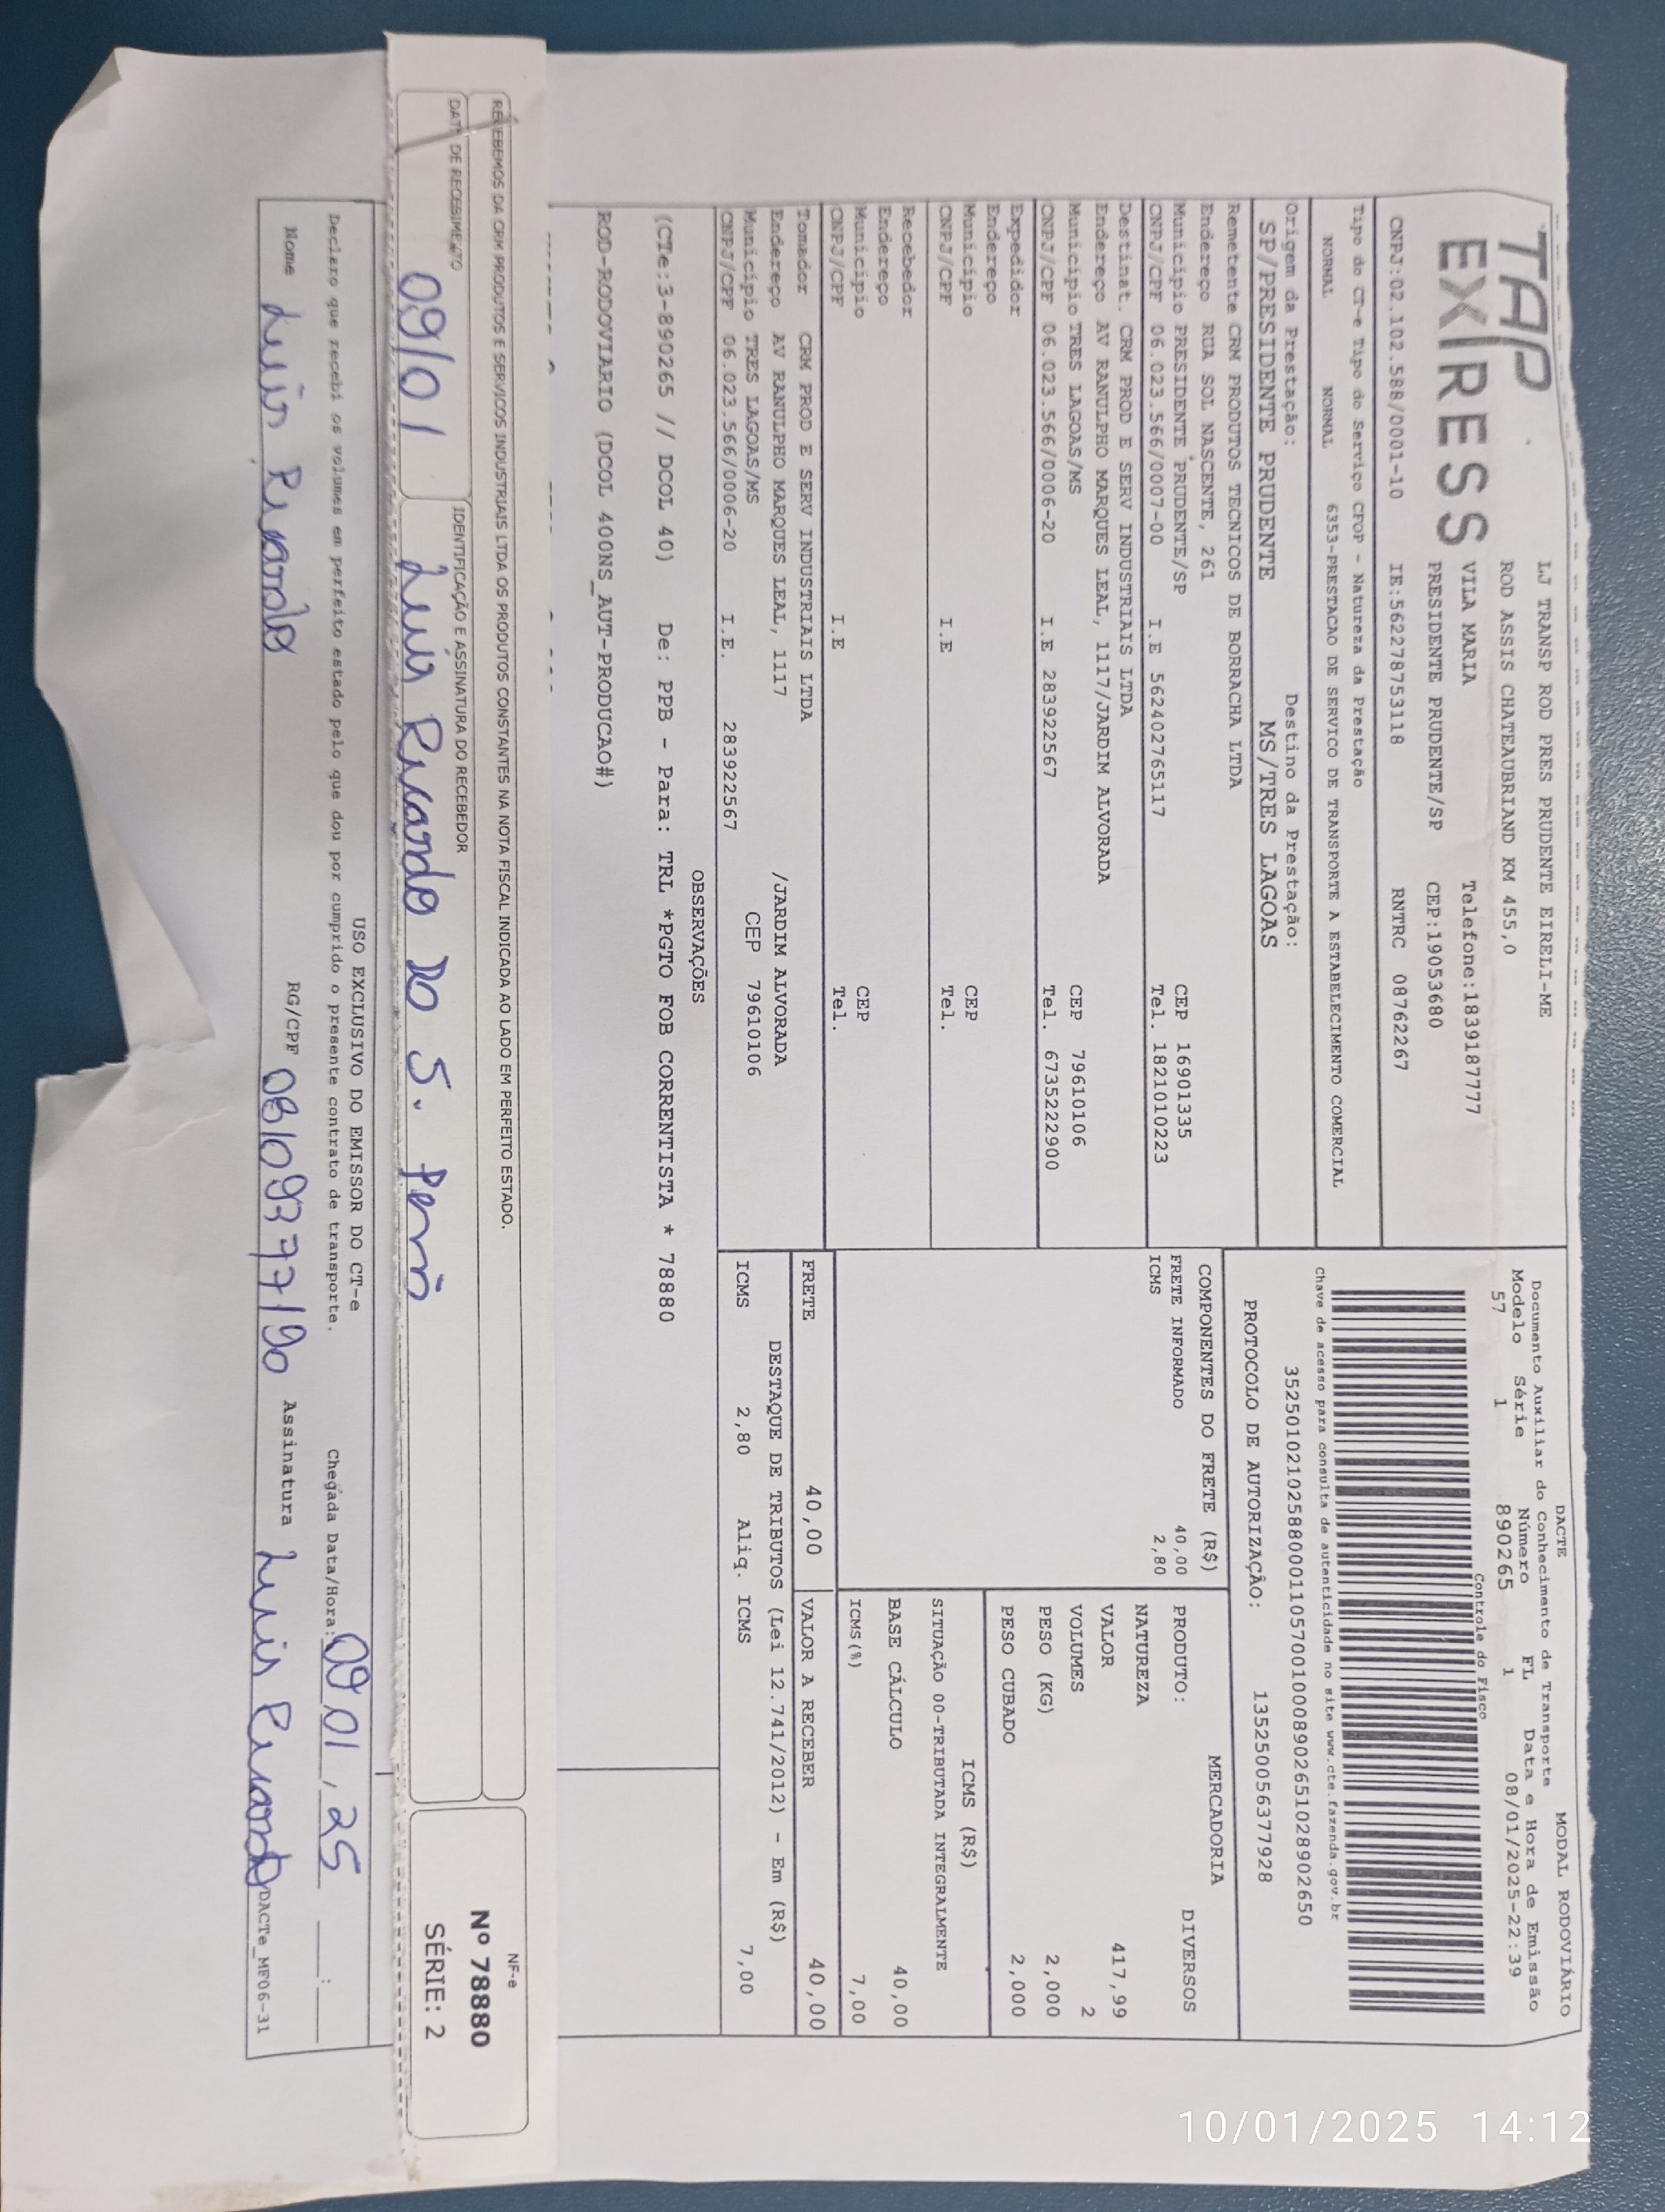 TAP
EXPRESS
LJ TRANSP ROD PRES PRUDENTE EIRELI-ME
ROD ASSIS CHATEAUBRIAND KM 455,0
VILA MARIA Telefone:1839187777
PRESIDENTE PRUDENTE/SP CEP:19053680
CNPJ:02.102.588/0001-10 IE:562278753118 RNTRC 08762267
DACTE MODAL RODOVIÁRIO
Documento Auxiliar do Conhecimento de Transporte
Modelo Série Número FL Data e Hora de Emissão
57 1 890265 1 08/01/2025-22:39
Controle do Fisco
Tipo do CT-e Tipo do Serviço CFOP - Natureza da Prestação
NORMAL NORMAL 6353-PRESTACAO DE SERVICO DE TRANSPORTE A ESTABELECIMENTO COMERCIAL
Chave de acesso para consulta de autenticidade no site www.cte.fazenda.gov.br
35250102102588000110570010008902651028902650
Origem da Prestação: Destino da Prestação:
SP/PRESIDENTE PRUDENTE MS/TRES LAGOAS
PROTOCOLO DE AUTORIZAÇÃO: 135250056377928
Remetente CRM PRODUTOS TECNICOS DE BORRACHA LTDA
Endereço RUA SOL NASCENTE, 261
Município PRESIDENTE PRUDENTE/SP CEP 16901335
CNPJ/CPF 06.023.566/0007-00 I.E 562402765117 Tel. 1821010223
Destinat. CRM PROD E SERV INDUSTRIAIS LTDA
Endereço AV RANULPHO MARQUES LEAL, 1117/JARDIM ALVORADA
Município TRES LAGOAS/MS CEP 79610106
CNPJ/CPF 06.023.566/0006-20 I.E 283922567 Tel. 6735222900
Expedidor
Endereço
Município CEP
CNPJ/CPF I.E Tel.
Recebedor
Endereço
Município CEP
CNPJ/CPF I.E Tel.
Tomador CRM PROD E SERV INDUSTRIAIS LTDA
Endereço AV RANULPHO MARQUES LEAL, 1117 /JARDIM ALVORADA
Município TRES LAGOAS/MS CEP 79610106
CNPJ/CPF 06.023.566/0006-20 I.E. 283922567
COMPONENTES DO FRETE (R$)
FRETE INFORMADO 40,00
ICMS 2,80
MERCADORIA
PRODUTO: DIVERSOS
NATUREZA
VALOR 417,99
VOLUMES 2
PESO (KG) 2,000
PESO CUBADO 2,000
ICMS (R$)
SITUAÇÃO 00-TRIBUTADA INTEGRALMENTE
BASE CÁLCULO 40,00
ICMS(%) 7,00
FRETE 40,00 VALOR A RECEBER 40,00
DESTAQUE DE TRIBUTOS (Lei 12.741/2012) - Em (R$)
ICMS 2,80 Aliq. ICMS 7,00
OBSERVAÇÕES
(CTe:3-890265 // DCOL 40) De: PPB - Para: TRL *PGTO FOB CORRENTISTA * 78880
ROD-RODOVIARIO (DCOL 400NS_AUT-PRODUCAO#)
RECEBEMOS DA CRM PRODUTOS E SERVICOS INDUSTRIAIS LTDA OS PRODUTOS CONSTANTES NA NOTA FISCAL INDICADA AO LADO EM PERFEITO ESTADO.
DATA DE RECEBIMENTO IDENTIFICAÇÃO E ASSINATURA DO RECEBEDOR
09/01 Luis Ricardo DO S.
NF-e
Nº 78880
SÉRIE: 2
USO EXCLUSIVO DO EMISSOR DO CT-e
Declaro que recebi os volumes em perfeito estado pelo que dou por cumprido o presente contrato de transporte. Chegada Data/Hora: 09,01,25 __:__
Nome Luis Ricardo RG/CPF Assinatura Luis Ricardo
DACTe_MF06-31
10/01/2025 14:12